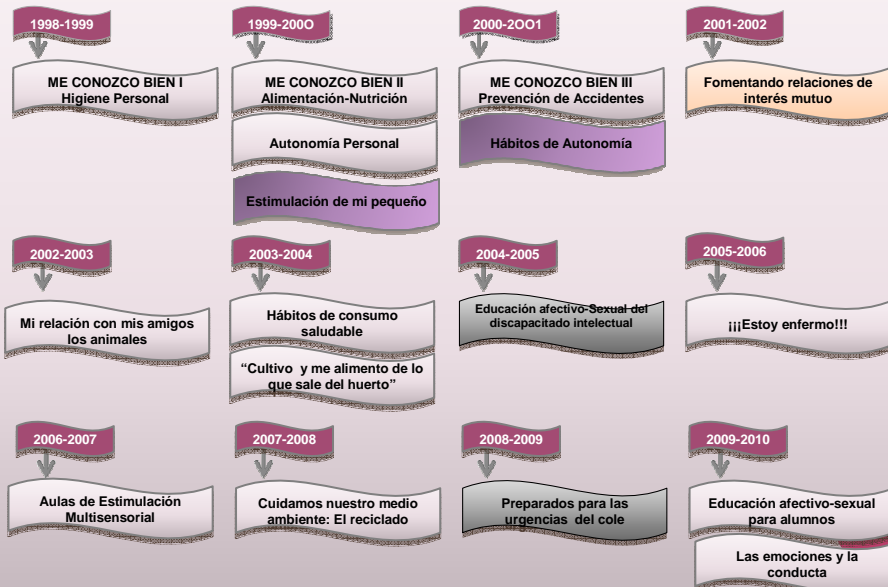 1998-1999
ME CONOZCO BIEN I
Higiene Personal
1999-200O
ME CONOZCO BIEN II
Alimentación-Nutrición
Autonomía Personal
Estimulación de mi pequeño
2000-2OO1
ME CONOZCO BIEN III
Prevención de Accidentes
Hábitos de Autonomía
2001-2002
Fomentando relaciones de
interés mutuo
2002-2003
Mi relación con mis amigos
los animales
2003-2004
Hábitos de consumo
saludable
“Cultivo y me alimento de lo
que sale del huerto”
2004-2005
Educación afectivo-Sexual del
discapacitado intelectual
2005-2006
¡¡¡Estoy enfermo!!!
2006-2007
Aulas de Estimulación
Multisensorial
2007-2008
Cuidamos nuestro medio
ambiente: El reciclado
2008-2009
Preparados para las
urgencias del cole
2009-2010
Educación afectivo-sexual
para alumnos
Las emociones y la
conducta